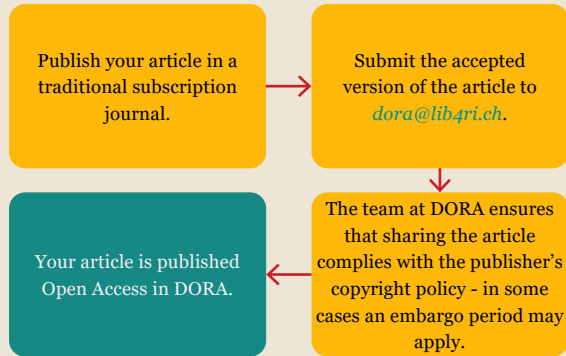 Publish your article in a
traditional subscription
journal.
Submit the accepted
version of the article to
dora@lib4ri.ch.
The team at DORA ensures
that sharing the article
complies with the publisher's
copyright policy - in some
cases an embargo period may
apply.
Your article is published
Open Access in DORA.